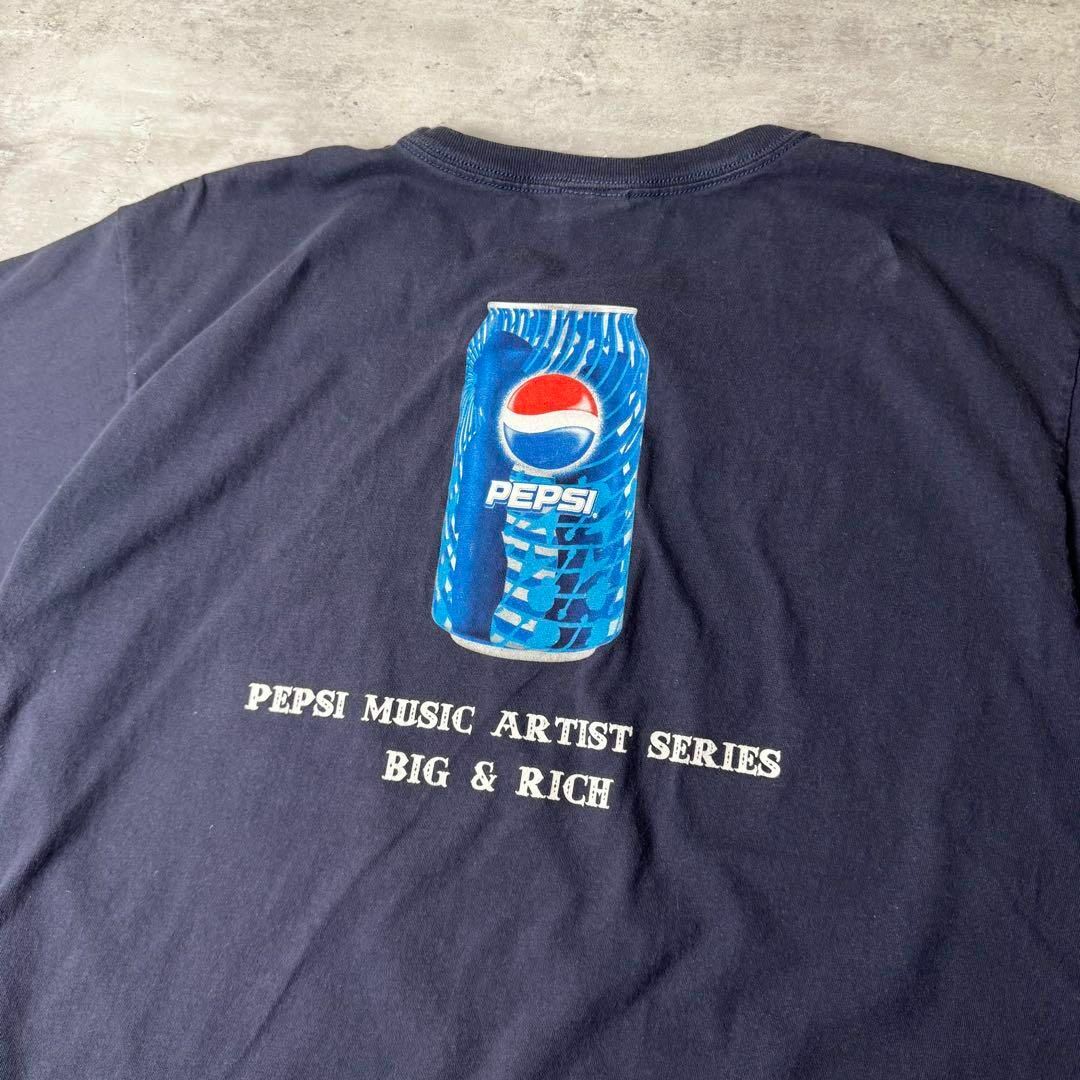 PEPSI
PEPSI MUSIC ARTIST SERIES
BIG & RICH